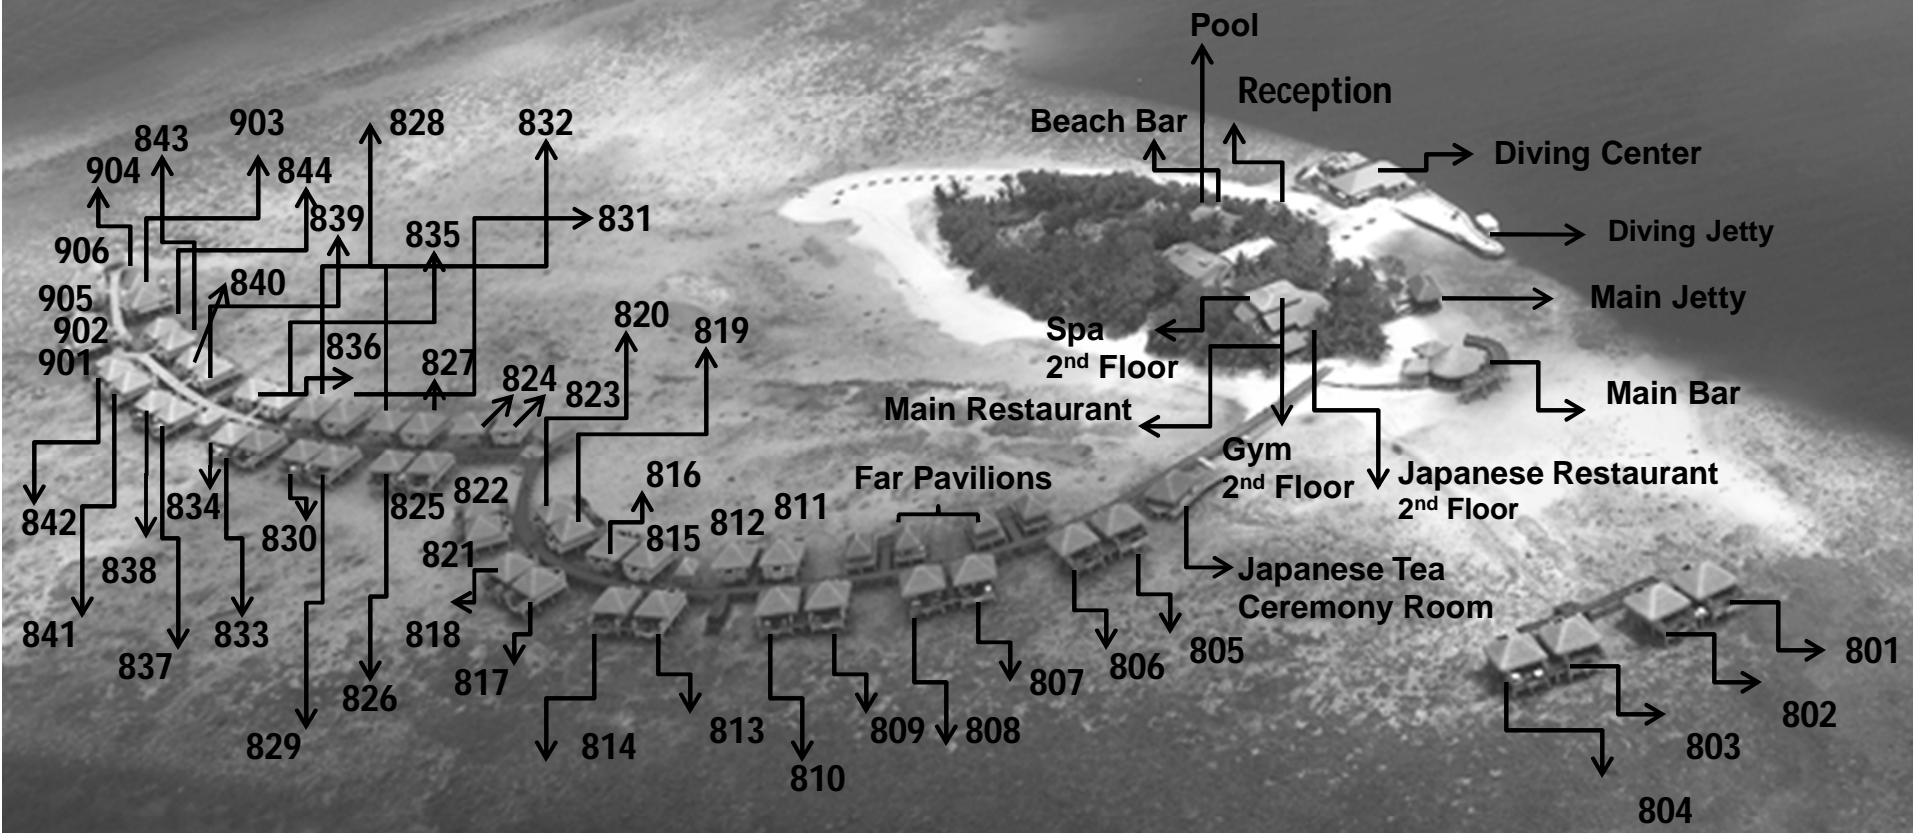 Pool
Reception
Beach Bar
Diving Center
Diving Jetty
Main Jetty
Main Bar
Spa
2nd Floor
Main Restaurant
Gym
2nd Floor
Japanese Restaurant
2nd Floor
Far Pavilions
Japanese Tea
Ceremony Room
903
828
832
843
904
844
839
831
835
906
840
905
902
901
836
827
820
819
824
823
816
822
825
834
842
830
821
815
812
811
838
841
837
833
818
817
826
829
814
813
810
809
808
807
806
805
801
802
803
804